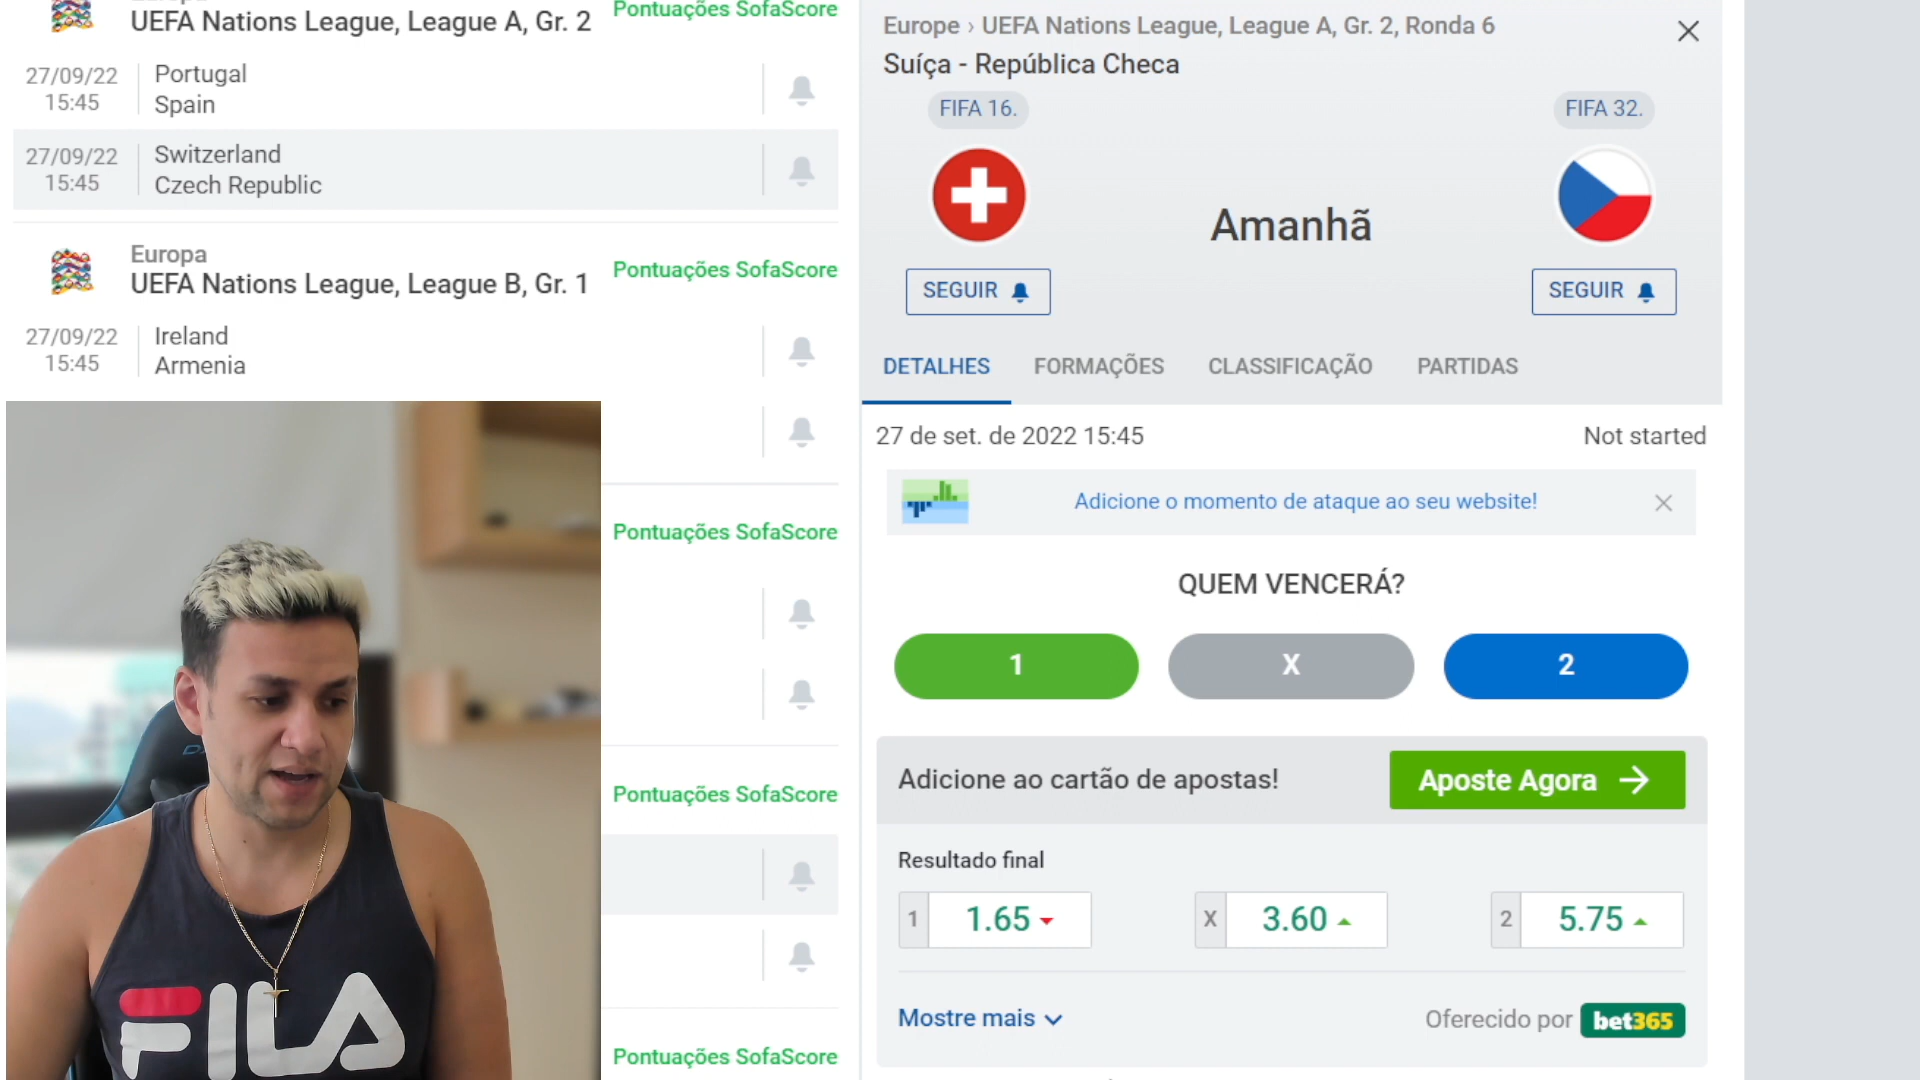 UEFA Nations League, League A, Gr. 2
Pontuações SofaScore
27/09/22
15:45
Portugal
Spain
27/09/22
15:45
Switzerland
Czech Republic
Europa
UEFA Nations League, League B, Gr. 1
Pontuações SofaScore
27/09/22
15:45
Ireland
Armenia
Pontuações SofaScore
Pontuações SofaScore
Pontuações SofaScore
FILA
Europe › UEFA Nations League, League A, Gr. 2, Ronda 6
Suíça - República Checa
FIFA 16.
FIFA 32.
Amanhã
SEGUIR
SEGUIR
DETALHES FORMAÇÕES CLASSIFICAÇÃO PARTIDAS
27 de set. de 2022 15:45
Not started
Adicione o momento de ataque ao seu website!
QUEM VENCERÁ?
1 X 2
Adicione ao cartão de apostas!
Aposte Agora
Resultado final
1 1.65 X 3.60 2 5.75
Mostre mais
Oferecido por bet365